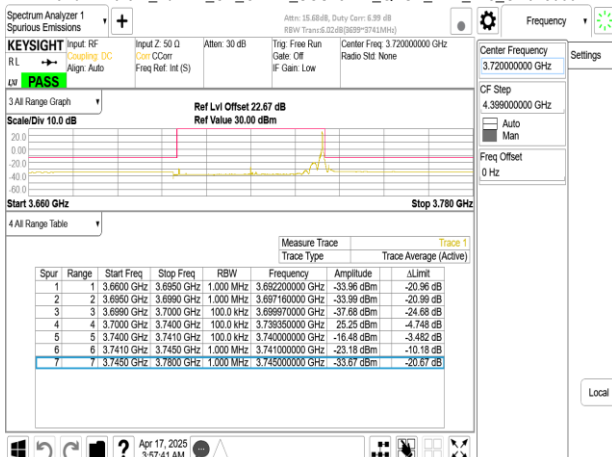 Spectrum Analyzer 1
Spurious Emissions
+
Attn: 15.68dB, Duty Corr: 6.99 dB
RBW Trans:6.02dB(3699~3741MHz)
Frequency
Settings
KEYSIGHT Input: RF Input Z: 50 Ω Atten: 30 dB Trig: Free Run Center Freq: 3.720000000 GHz
RL Coupling: DC Corr CCorr Gate: Off Radio Std: None
Align: Auto Freq Ref: Int (S) IF Gain: Low
PASS
Center Frequency
3.720000000 GHz
CF Step
4.399000000 GHz
Auto
Man
Freq Offset
0 Hz
3 All Range Graph
Ref Lvl Offset 22.67 dB
Scale/Div 10.0 dB Ref Value 30.00 dBm
20.0
0.00
-20.0
-40.0
-60.0
Start 3.660 GHz Stop 3.780 GHz
4 All Range Table
Measure Trace Trace 1
Trace Type Trace Average (Active)
Spur Range Start Freq Stop Freq RBW Frequency Amplitude ΔLimit
1 1 3.6600 GHz 3.6950 GHz 1.000 MHz 3.692200000 GHz -33.96 dBm -20.96 dB
2 2 3.6950 GHz 3.6990 GHz 1.000 MHz 3.697160000 GHz -33.99 dBm -20.99 dB
3 3 3.6990 GHz 3.7000 GHz 100.0 kHz 3.699970000 GHz -37.68 dBm -24.68 dB
4 4 3.7000 GHz 3.7400 GHz 100.0 kHz 3.739350000 GHz 25.25 dBm -4.748 dB
5 5 3.7400 GHz 3.7410 GHz 100.0 kHz 3.740000000 GHz -16.48 dBm -3.482 dB
6 6 3.7410 GHz 3.7450 GHz 1.000 MHz 3.741000000 GHz -23.18 dBm -10.18 dB
7 7 3.7450 GHz 3.7800 GHz 1.000 MHz 3.745000000 GHz -33.67 dBm -20.67 dB
Local
? Apr 17, 2025
3:57:41 AM